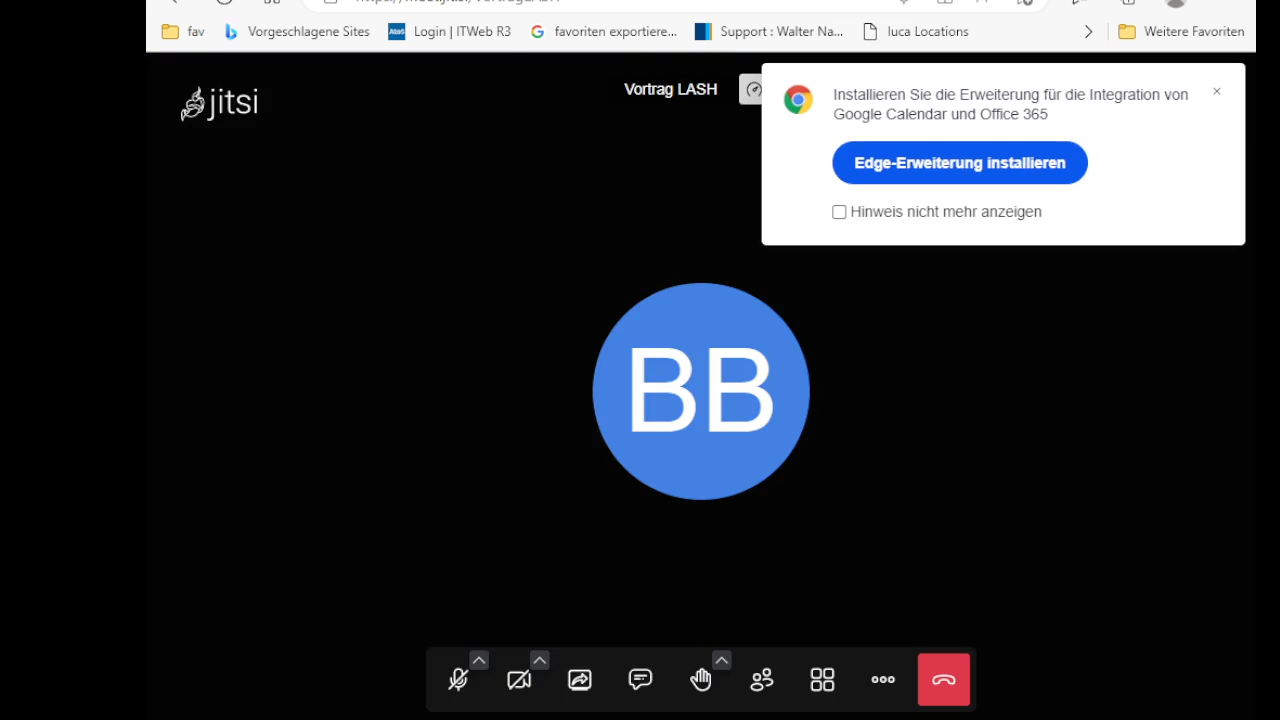 fav
Vorgeschlagene Sites
Atos
Login | ITWeb R3
favoriten exportiere...
Support : Walter Na...
luca Locations
Weitere Favoriten
jitsi
Vortrag LASH
Installieren Sie die Erweiterung für die Integration von
Google Calendar und Office 365
Edge-Erweiterung installieren
Hinweis nicht mehr anzeigen
BB